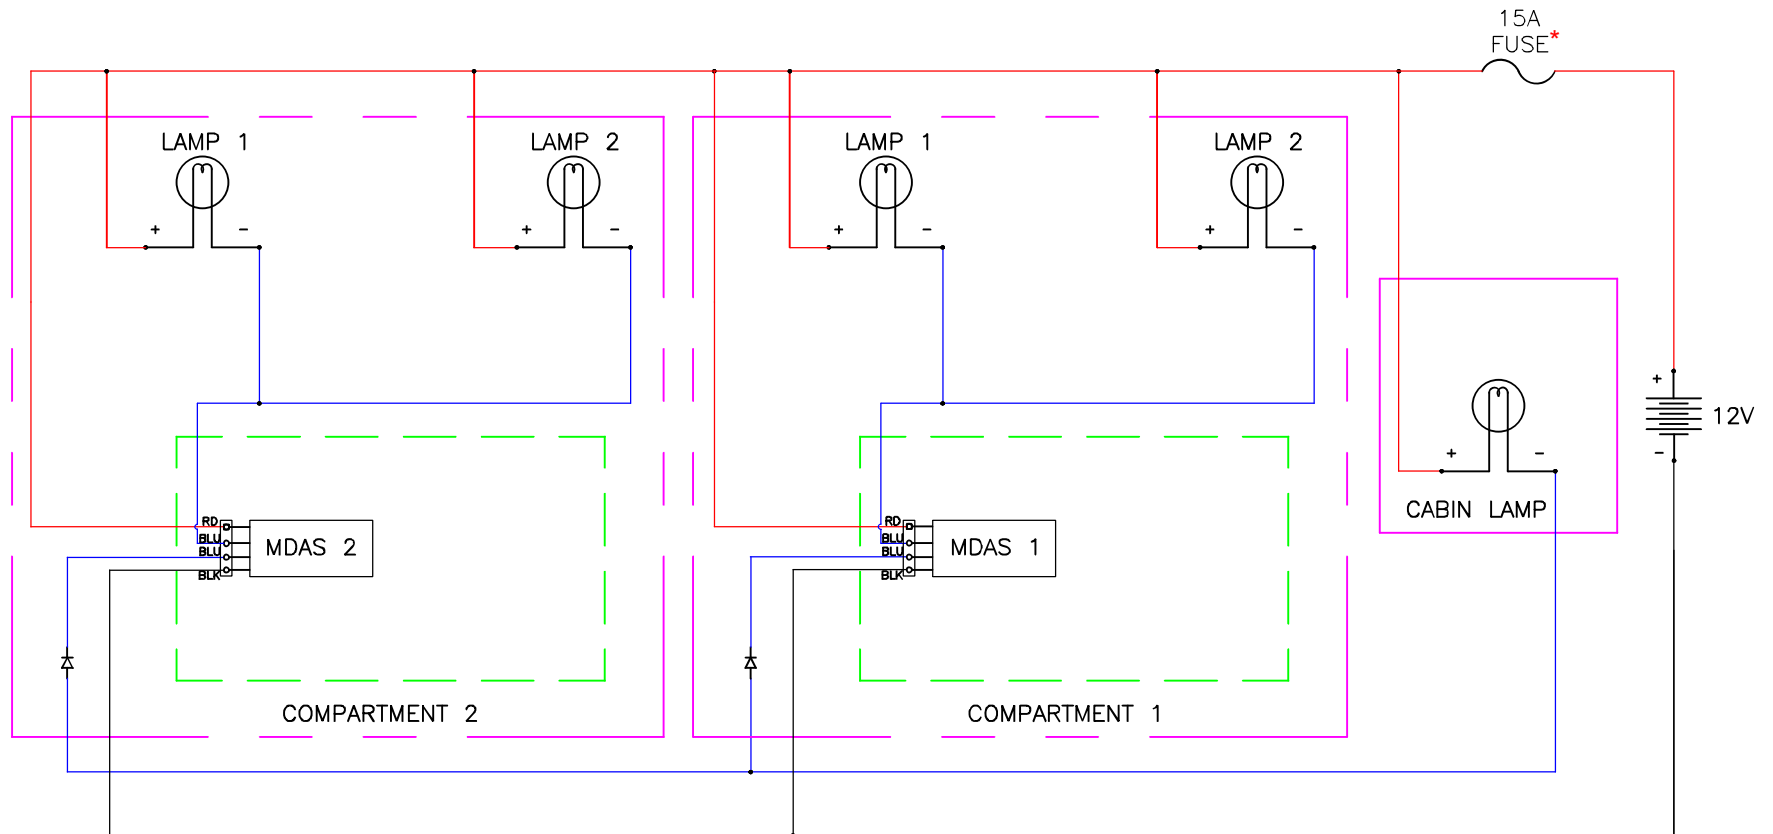 15A
FUSE*
LAMP 1
LAMP 2
LAMP 1
LAMP 2
+ -
+ -
+ -
+ -
+
12V
-
+ -
CABIN LAMP
RD
BLU
BLU
BLK
MDAS 2
RD
BLU
BLU
BLK
MDAS 1
COMPARTMENT 2
COMPARTMENT 1